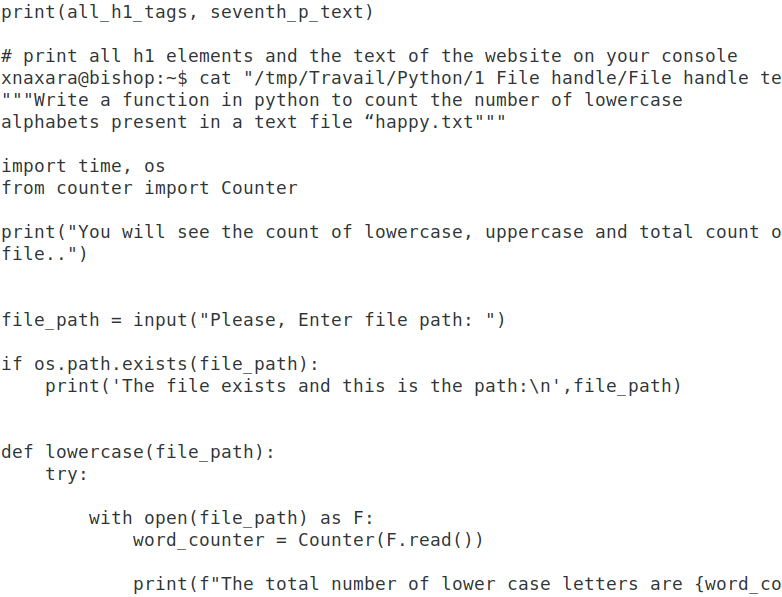 print(all_h1_tags, seventh_p_text)
# print all h1 elements and the text of the website on your console
xnaxara@bishop:~$ cat "/tmp/Travail/Python/1 File handle/File handle te
"""Write a function in python to count the number of lowercase
alphabets present in a text file “happy.txt"""
import time, os
from counter import Counter
print("You will see the count of lowercase, uppercase and total count o
file..")
file_path = input("Please, Enter file path: ")
if os.path.exists(file_path):
    print('The file exists and this is the path:\n',file_path)
def lowercase(file_path):
    try:
        with open(file_path) as F:
            word_counter = Counter(F.read())
            print(f"The total number of lower case letters are {word_co